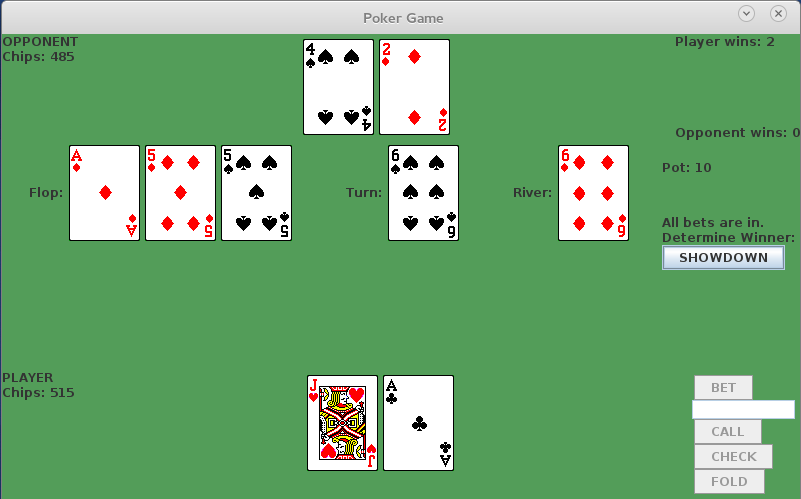 Poker Game
OPPONENT
Chips: 485
4 4
2 2
Player wins: 2
Opponent wins: 0
Flop:
A A
5 5
5 5
Turn:
6 6
River:
6 6
Pot: 10
All bets are in.
Determine Winner:
SHOWDOWN
PLAYER
Chips: 515
J J
A A
BET
CALL
CHECK
FOLD